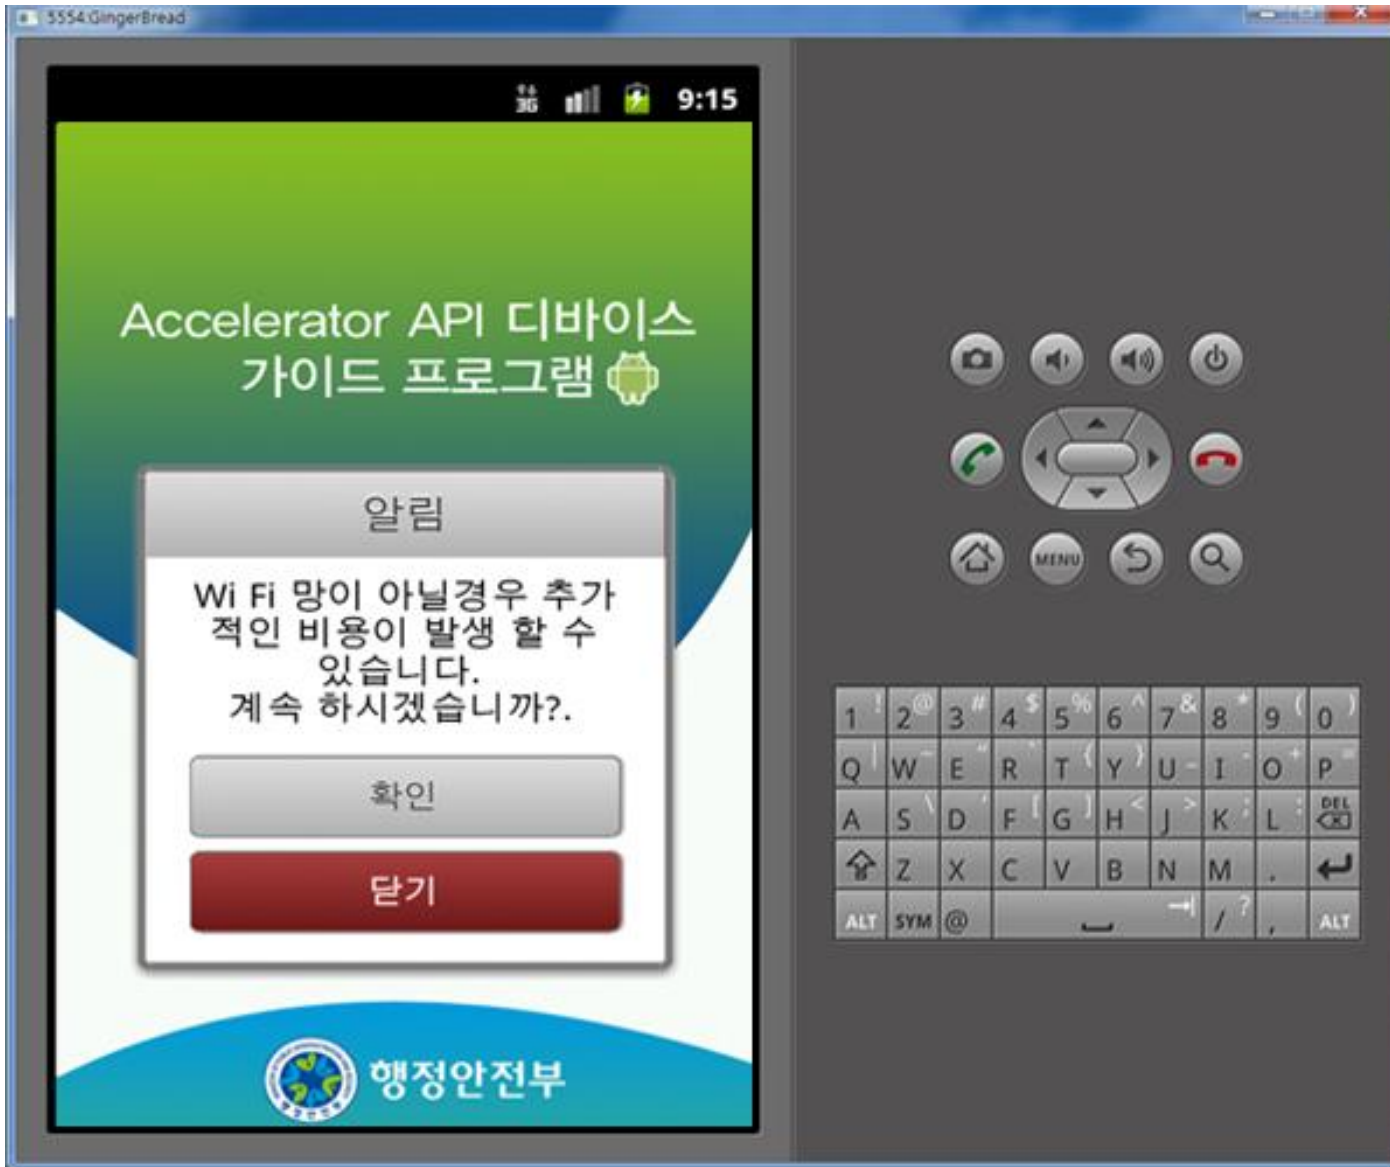 5554:GingerBread
3G 9:15
Accelerator API 디바이스
가이드 프로그램
알림
Wi Fi 망이 아닐경우 추가
적인 비용이 발생 할 수
있습니다.
계속 하시겠습니까?.
확인
닫기
행정안전부
MENU
1 ! 2 @ 3 # 4 $ 5 % 6 ^ 7 & 8 * 9 ( 0 )
Q | W ~ E " R ` T { Y } U _ I - O + P =
A S \ D ' F [ G ] H < J > K ; L : DEL
Z X C V B N M .
ALT SYM @ / ? , ALT